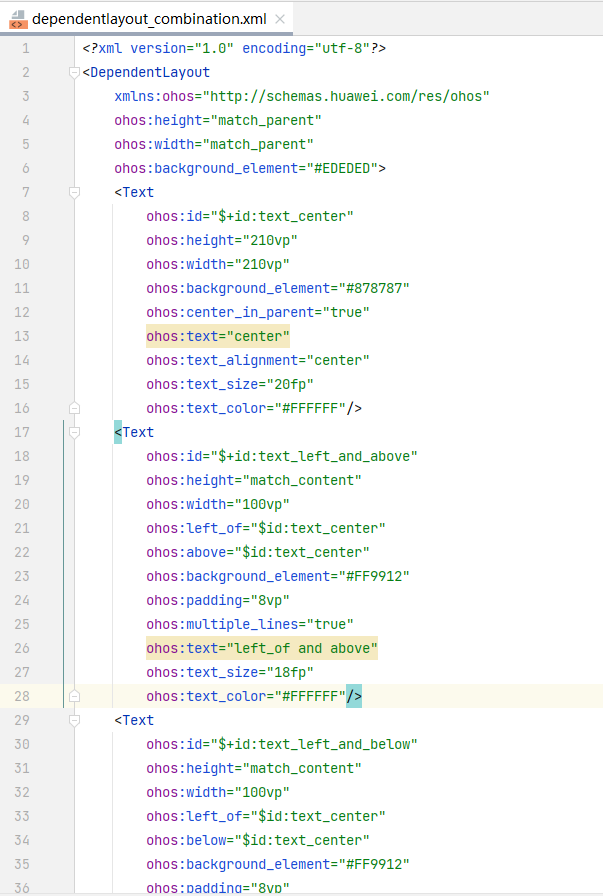 dependentlayout_combination.xml
1 <?xml version="1.0" encoding="utf-8"?>
2 <DependentLayout
3 xmlns:ohos="http://schemas.huawei.com/res/ohos"
4 ohos:height="match_parent"
5 ohos:width="match_parent"
6 ohos:background_element="#EDEDED">
7 <Text
8 ohos:id="$+id:text_center"
9 ohos:height="210vp"
10 ohos:width="210vp"
11 ohos:background_element="#878787"
12 ohos:center_in_parent="true"
13 ohos:text="center"
14 ohos:text_alignment="center"
15 ohos:text_size="20fp"
16 ohos:text_color="#FFFFFF"/>
17 <Text
18 ohos:id="$+id:text_left_and_above"
19 ohos:height="match_content"
20 ohos:width="100vp"
21 ohos:left_of="$id:text_center"
22 ohos:above="$id:text_center"
23 ohos:background_element="#FF9912"
24 ohos:padding="8vp"
25 ohos:multiple_lines="true"
26 ohos:text="left_of and above"
27 ohos:text_size="18fp"
28 ohos:text_color="#FFFFFF"/>
29 <Text
30 ohos:id="$+id:text_left_and_below"
31 ohos:height="match_content"
32 ohos:width="100vp"
33 ohos:left_of="$id:text_center"
34 ohos:below="$id:text_center"
35 ohos:background_element="#FF9912"
36 ohos:padding="8vp"